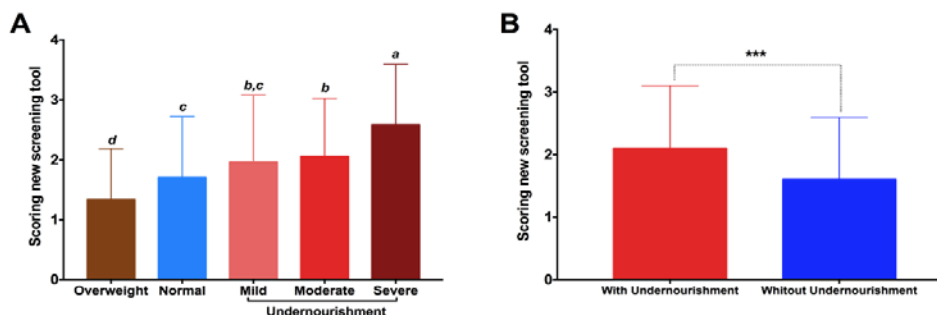 A
Scoring new screening tool
4
3
2
1
0
d
c
b,c
b
a
Overweight
Normal
Mild
Moderate
Severe
Undernourishment
B
Scoring new screening tool
4
3
2
1
0
***
With Undernourishment
Whitout Undernourishment